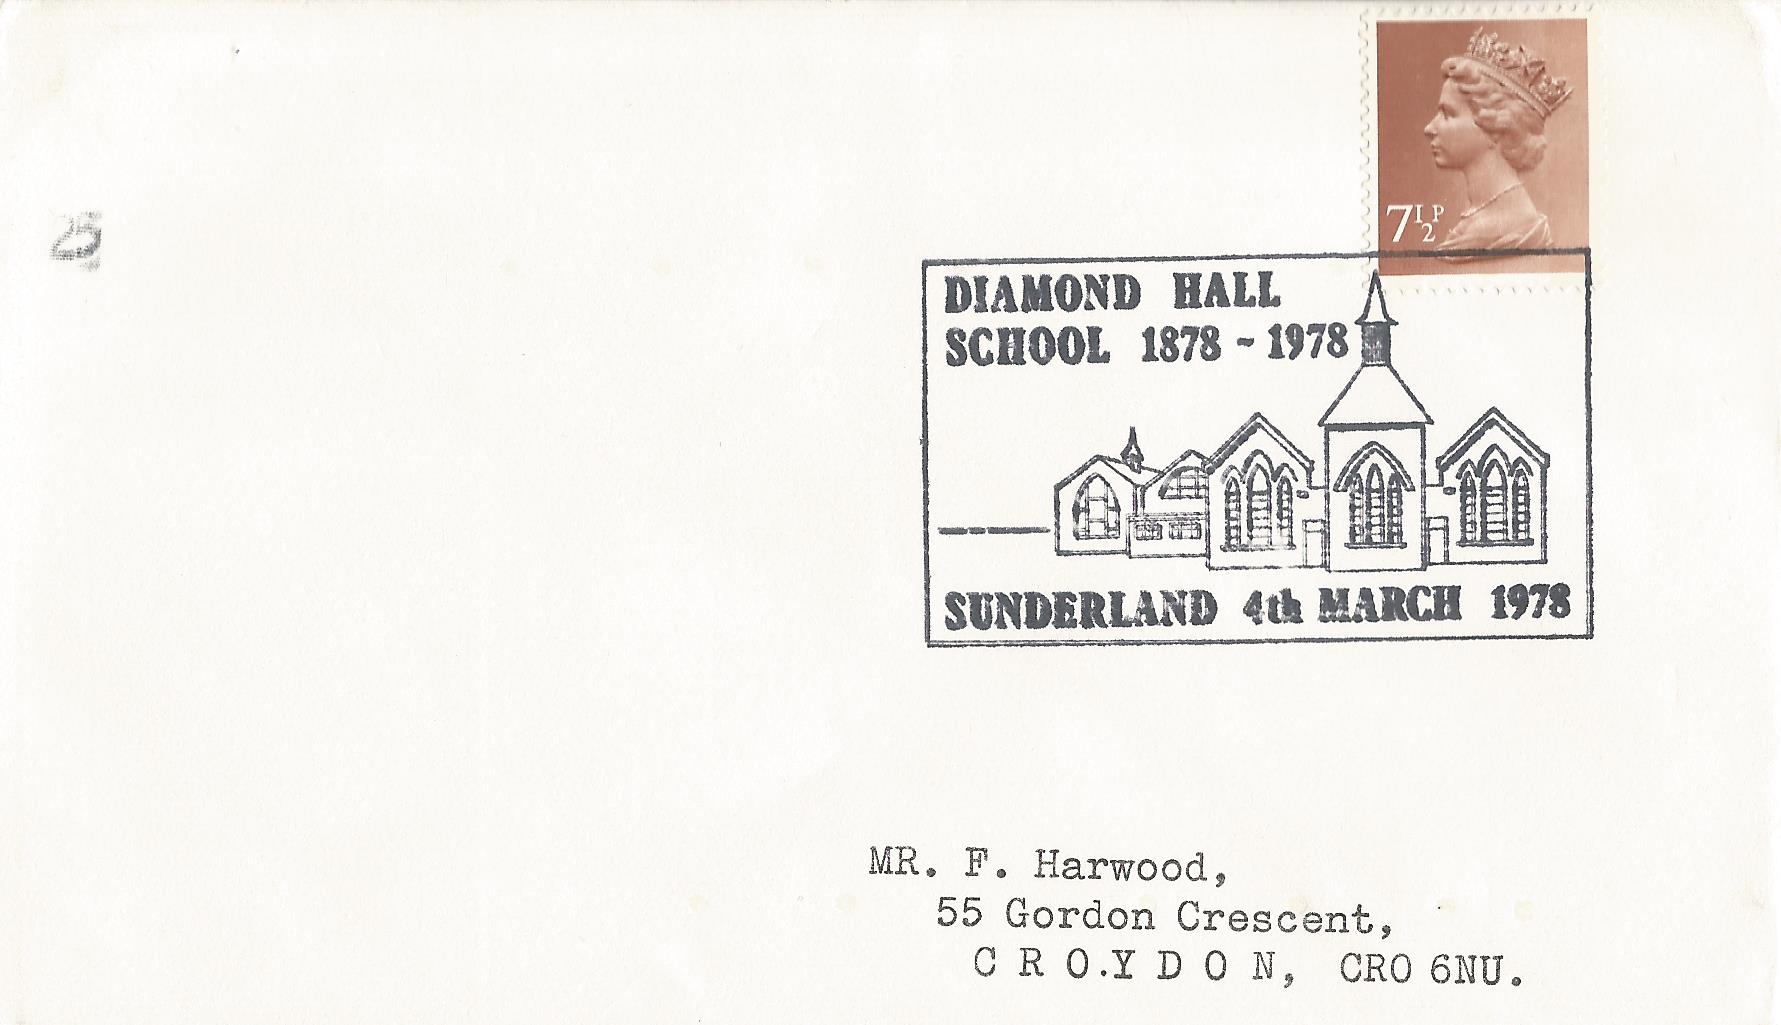 7½P
25
DIAMOND HALL
SCHOOL 1878 - 1978
SUNDERLAND 4th MARCH 1978
MR. F. Harwood,
55 Gordon Crescent,
C R O.Y D O N, CRO 6NU.